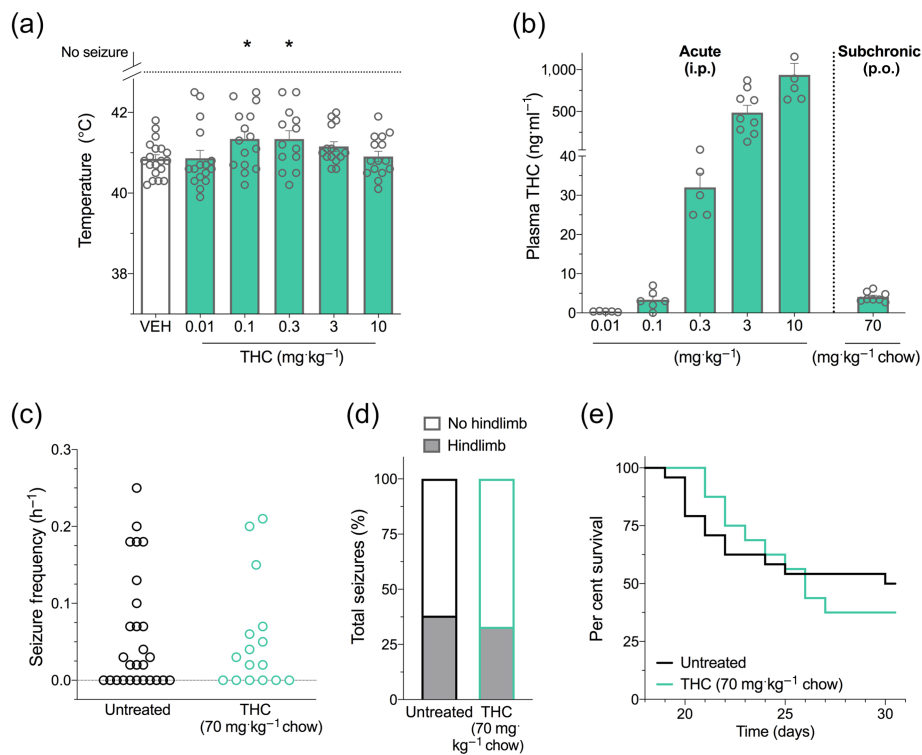 (a)
No seizure
*
*
42
40
38
Temperature (°C)
VEH
0.01
0.1
0.3
3
10
THC (mg·kg⁻¹)
(b)
Acute
(i.p.)
Subchronic
(p.o.)
1,000
500
40
30
20
10
5
0
Plasma THC (ng·ml⁻¹)
0.01
0.1
0.3
3
10
70
(mg·kg⁻¹)
(mg·kg⁻¹ chow)
(c)
0.3
0.2
0.1
0.0
Seizure frequency (h⁻¹)
Untreated
THC
(70 mg·kg⁻¹ chow)
(d)
No hindlimb
Hindlimb
100
75
50
25
0
Total seizures (%)
Untreated
THC
(70 mg·
kg⁻¹ chow)
(e)
100
75
50
25
0
Per cent survival
Untreated
THC (70 mg·kg⁻¹ chow)
20
25
30
Time (days)